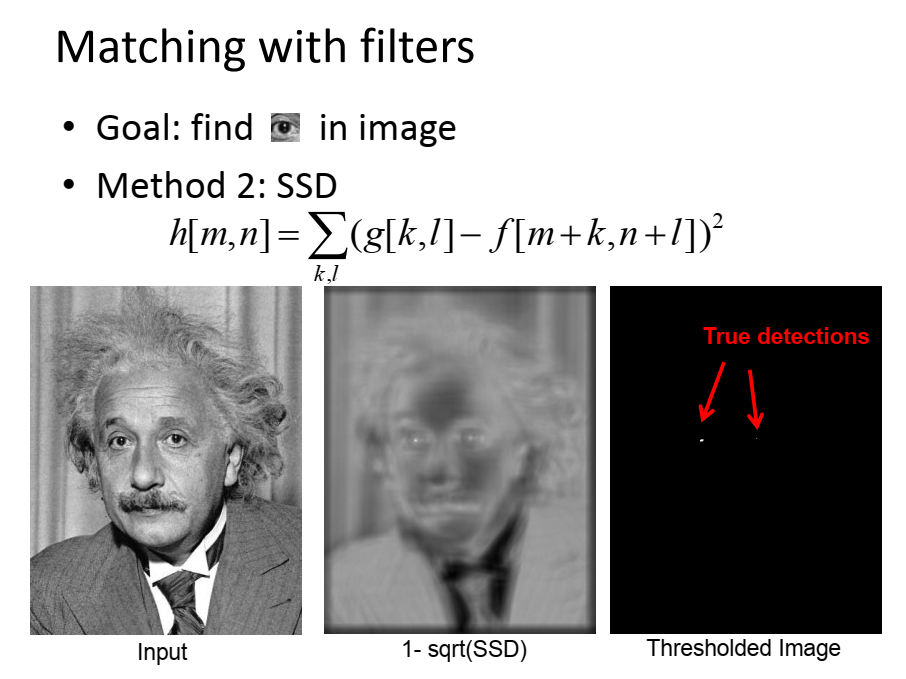 Matching with filters
• Goal: find in image
• Method 2: SSD
h[m,n] = ∑_{k,l} (g[k,l] − f[m+k,n+l])²
True detections
Input
1- sqrt(SSD)
Thresholded Image